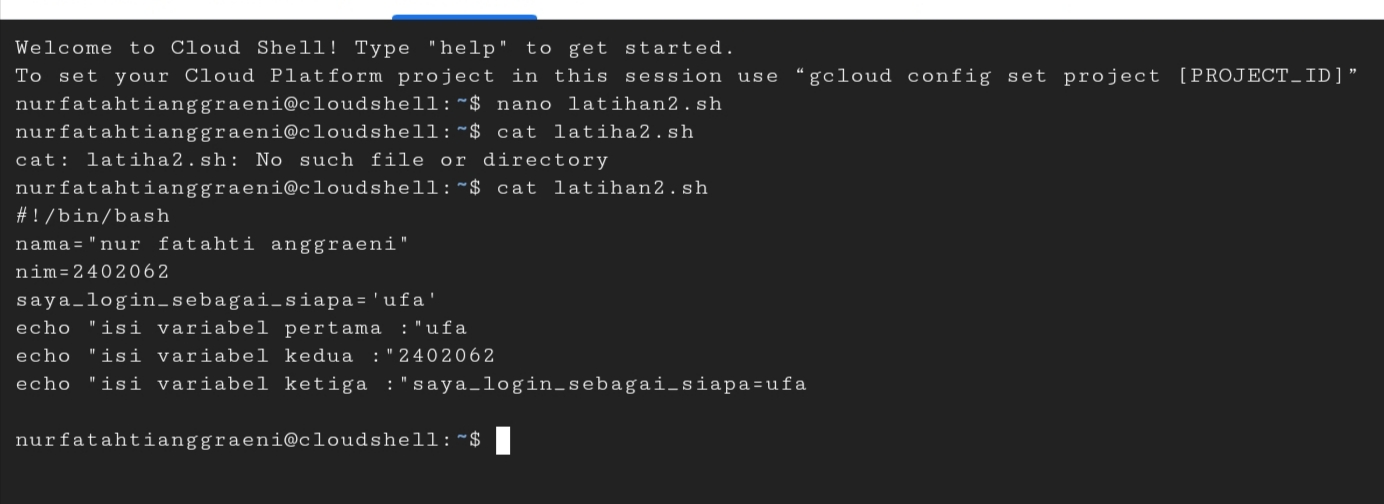 Welcome to Cloud Shell! Type "help" to get started.
To set your Cloud Platform project in this session use “gcloud config set project [PROJECT_ID]”
nurfatahtianggraeni@cloudshell:~$ nano latihan2.sh
nurfatahtianggraeni@cloudshell:~$ cat latiha2.sh
cat: latiha2.sh: No such file or directory
nurfatahtianggraeni@cloudshell:~$ cat latihan2.sh
#!/bin/bash
nama="nur fatahti anggraeni"
nim=2402062
saya_login_sebagai_siapa='ufa'
echo "isi variabel pertama :"ufa
echo "isi variabel kedua :"2402062
echo "isi variabel ketiga :"saya_login_sebagai_siapa=ufa
nurfatahtianggraeni@cloudshell:~$